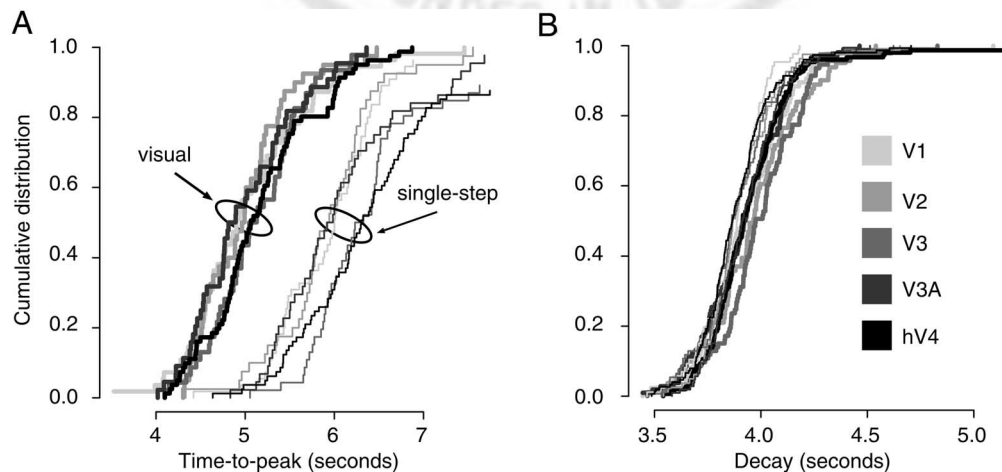 A
B
1.0
0.8
0.6
0.4
0.2
0.0
Cumulative distribution
visual
single-step
4
5
6
7
Time-to-peak (seconds)
1.0
0.8
0.6
0.4
0.2
0.0
V1
V2
V3
V3A
hV4
3.5
4.0
4.5
5.0
Decay (seconds)